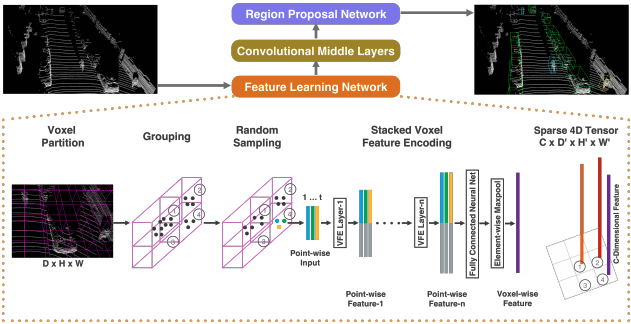 Region Proposal Network
Convolutional Middle Layers
Feature Learning Network
Voxel
Partition
Grouping
Random
Sampling
Stacked Voxel
Feature Encoding
Sparse 4D Tensor
C x D' x H' x W'
D x H x W
1
2
3
4
1
2
3
4
1 ... t
Point-wise
Input
VFE Layer-1
Point-wise
Feature-1
VFE Layer-n
Point-wise
Feature-n
Fully Connected Neural Net
Element-wise Maxpool
Voxel-wise
Feature
C-Dimensional Feature
1
2
3
4